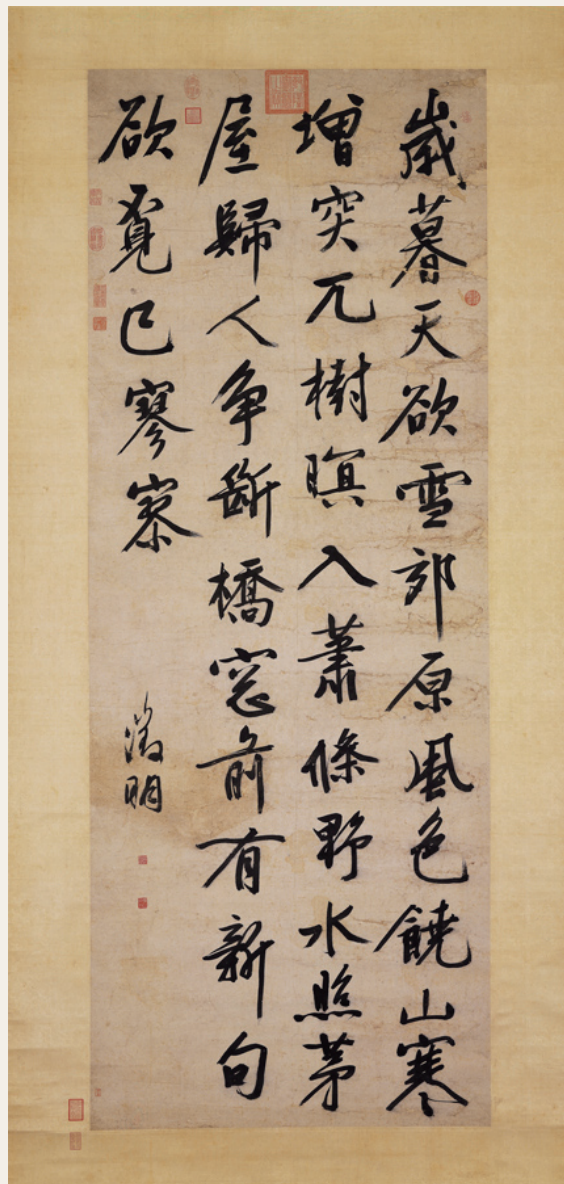 歲暮天欲雪郊原風色饒山寒
增突兀樹暝入蕭條野水照茅
屋歸人爭斷橋窓前有新句
欲覓已寥寥
徵明